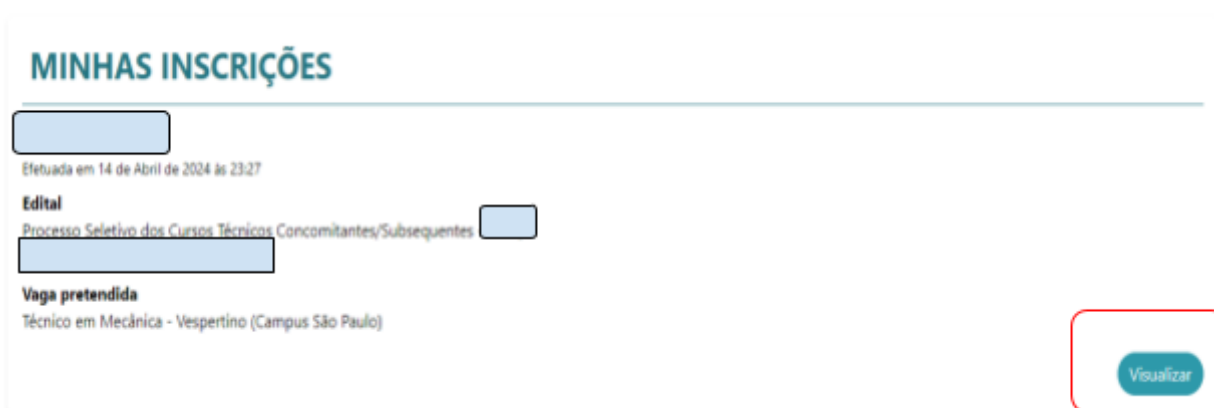 MINHAS INSCRIÇÕES
Efetuada em 14 de Abril de 2024 às 23:27
Edital
Processo Seletivo dos Cursos Técnicos Concomitantes/Subsequentes
Vaga pretendida
Técnico em Mecânica - Vespertino (Campus São Paulo)
Visualizar